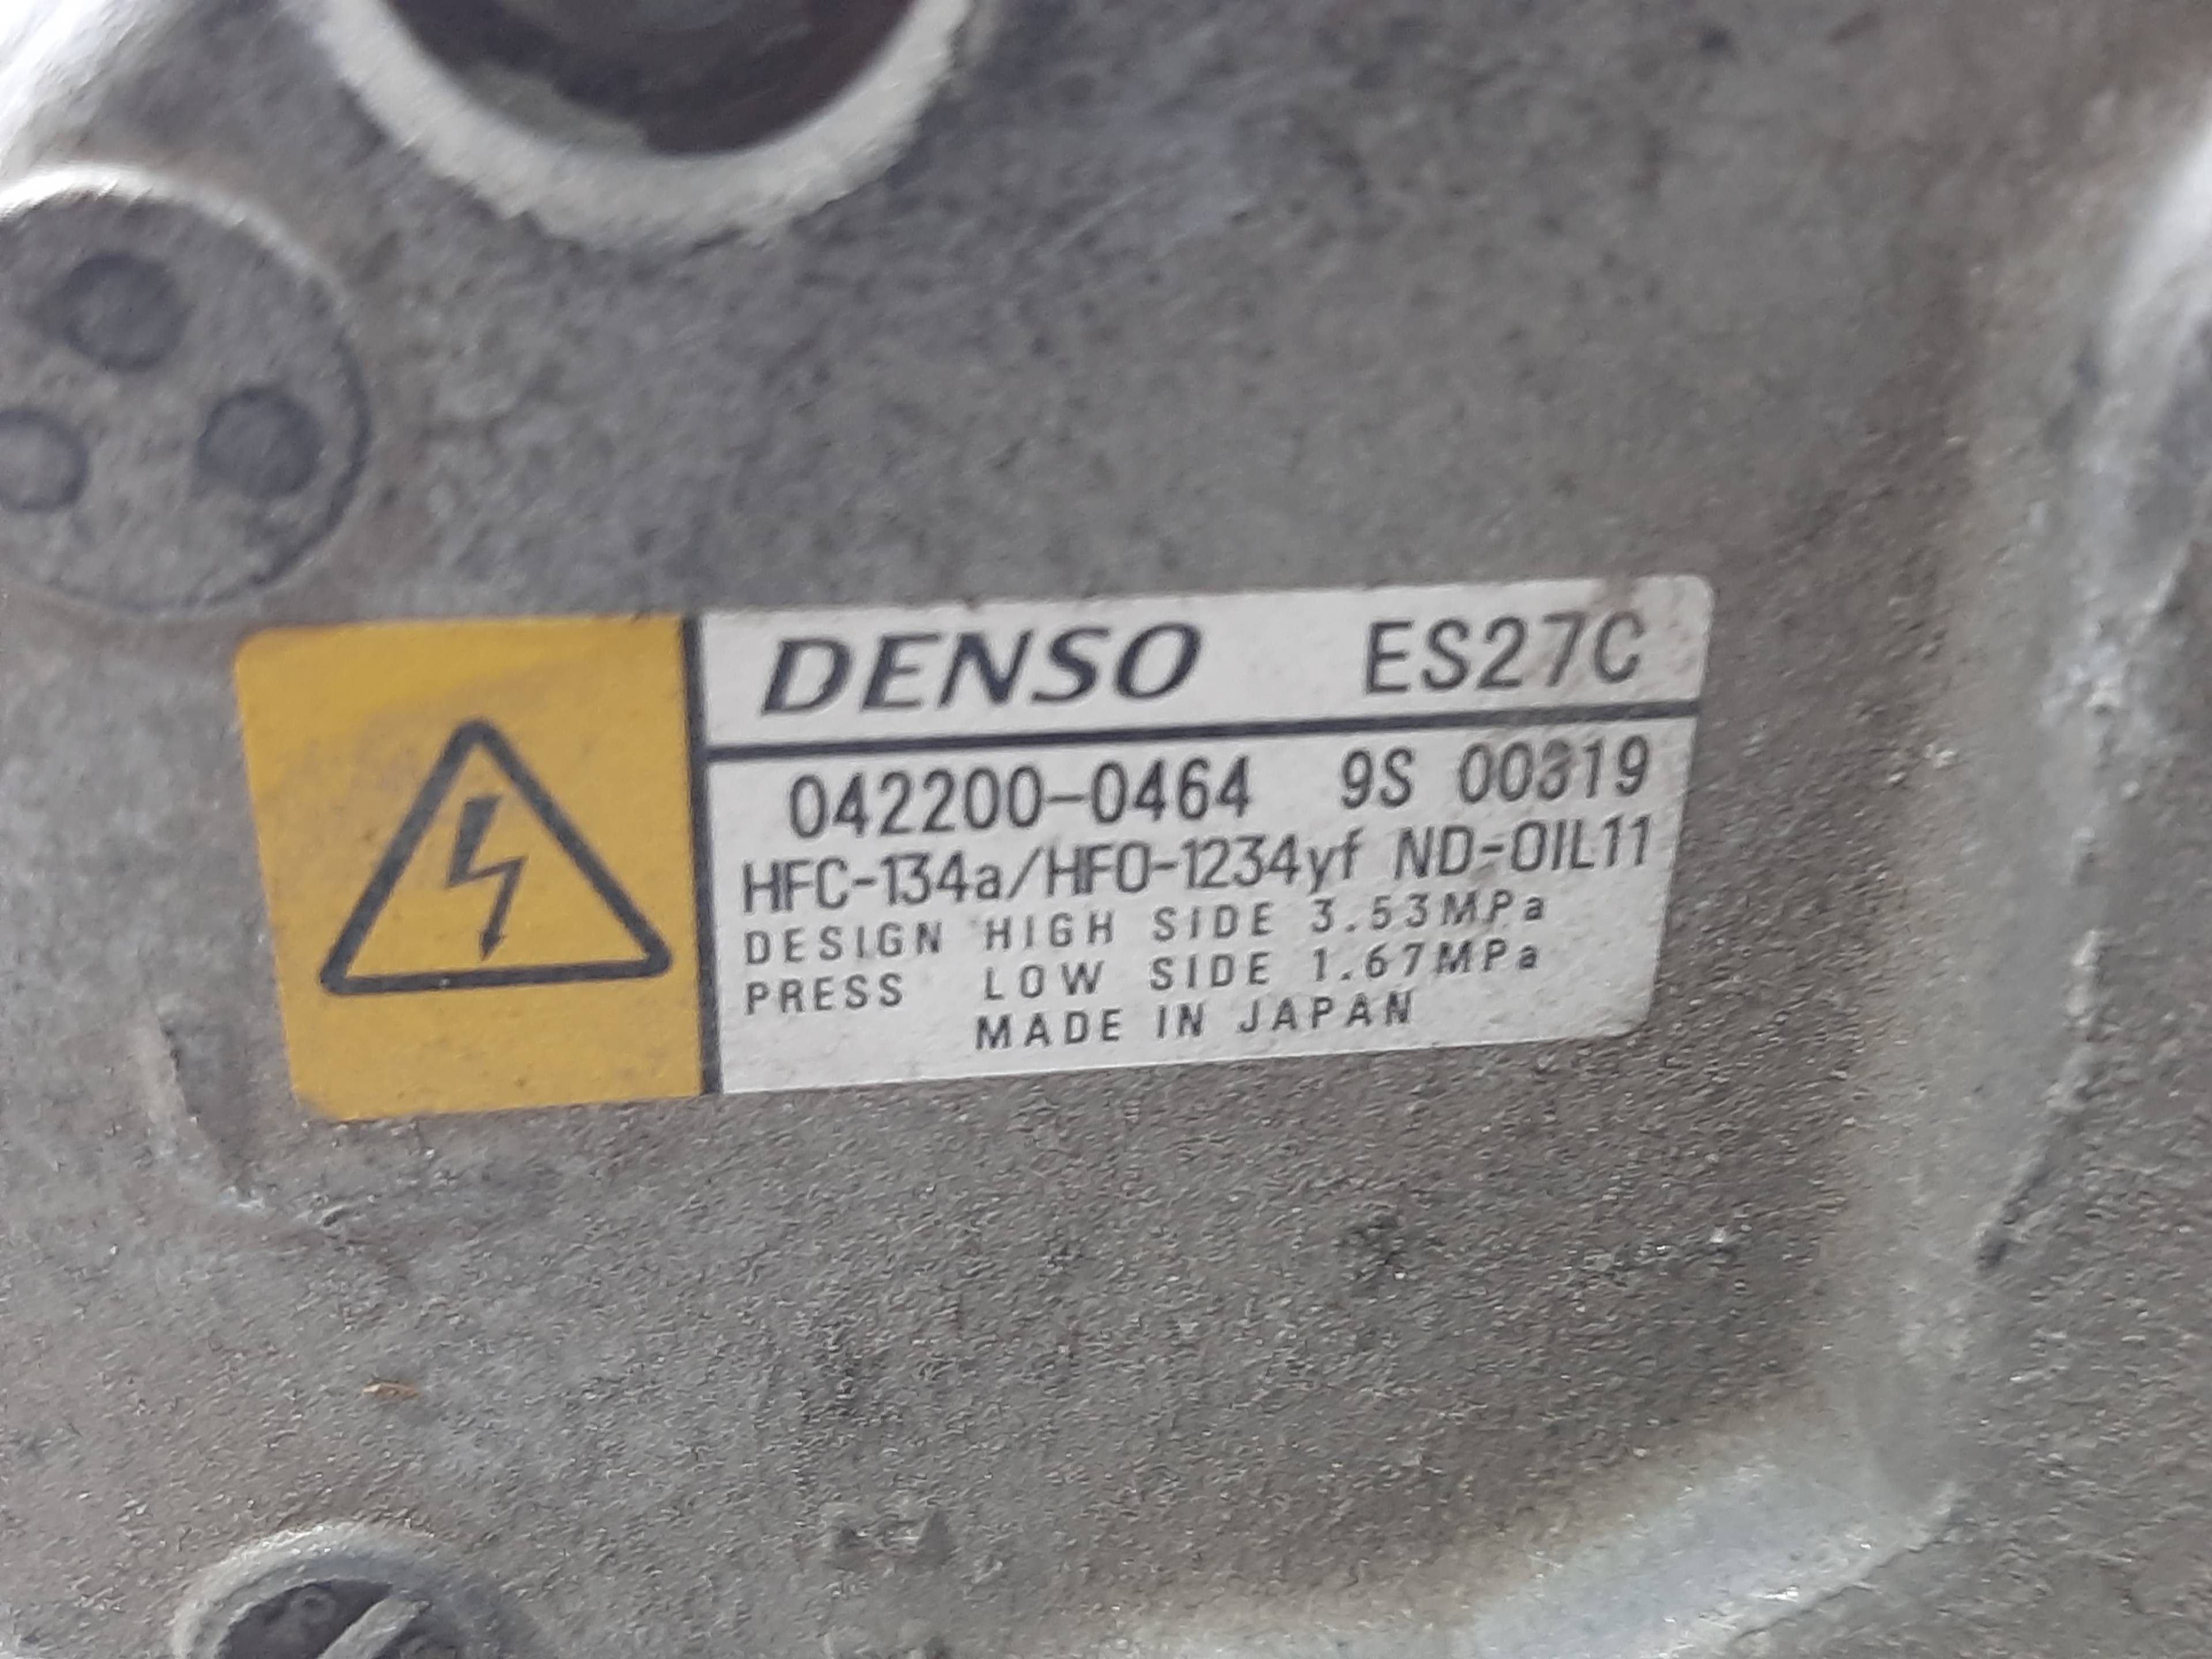 DENSO ES27C
042200-0464 9S 00319
HFC-134a/HFO-1234yf ND-OIL11
DESIGN HIGH SIDE 3.53MPa
PRESS LOW SIDE 1.67MPa
MADE IN JAPAN